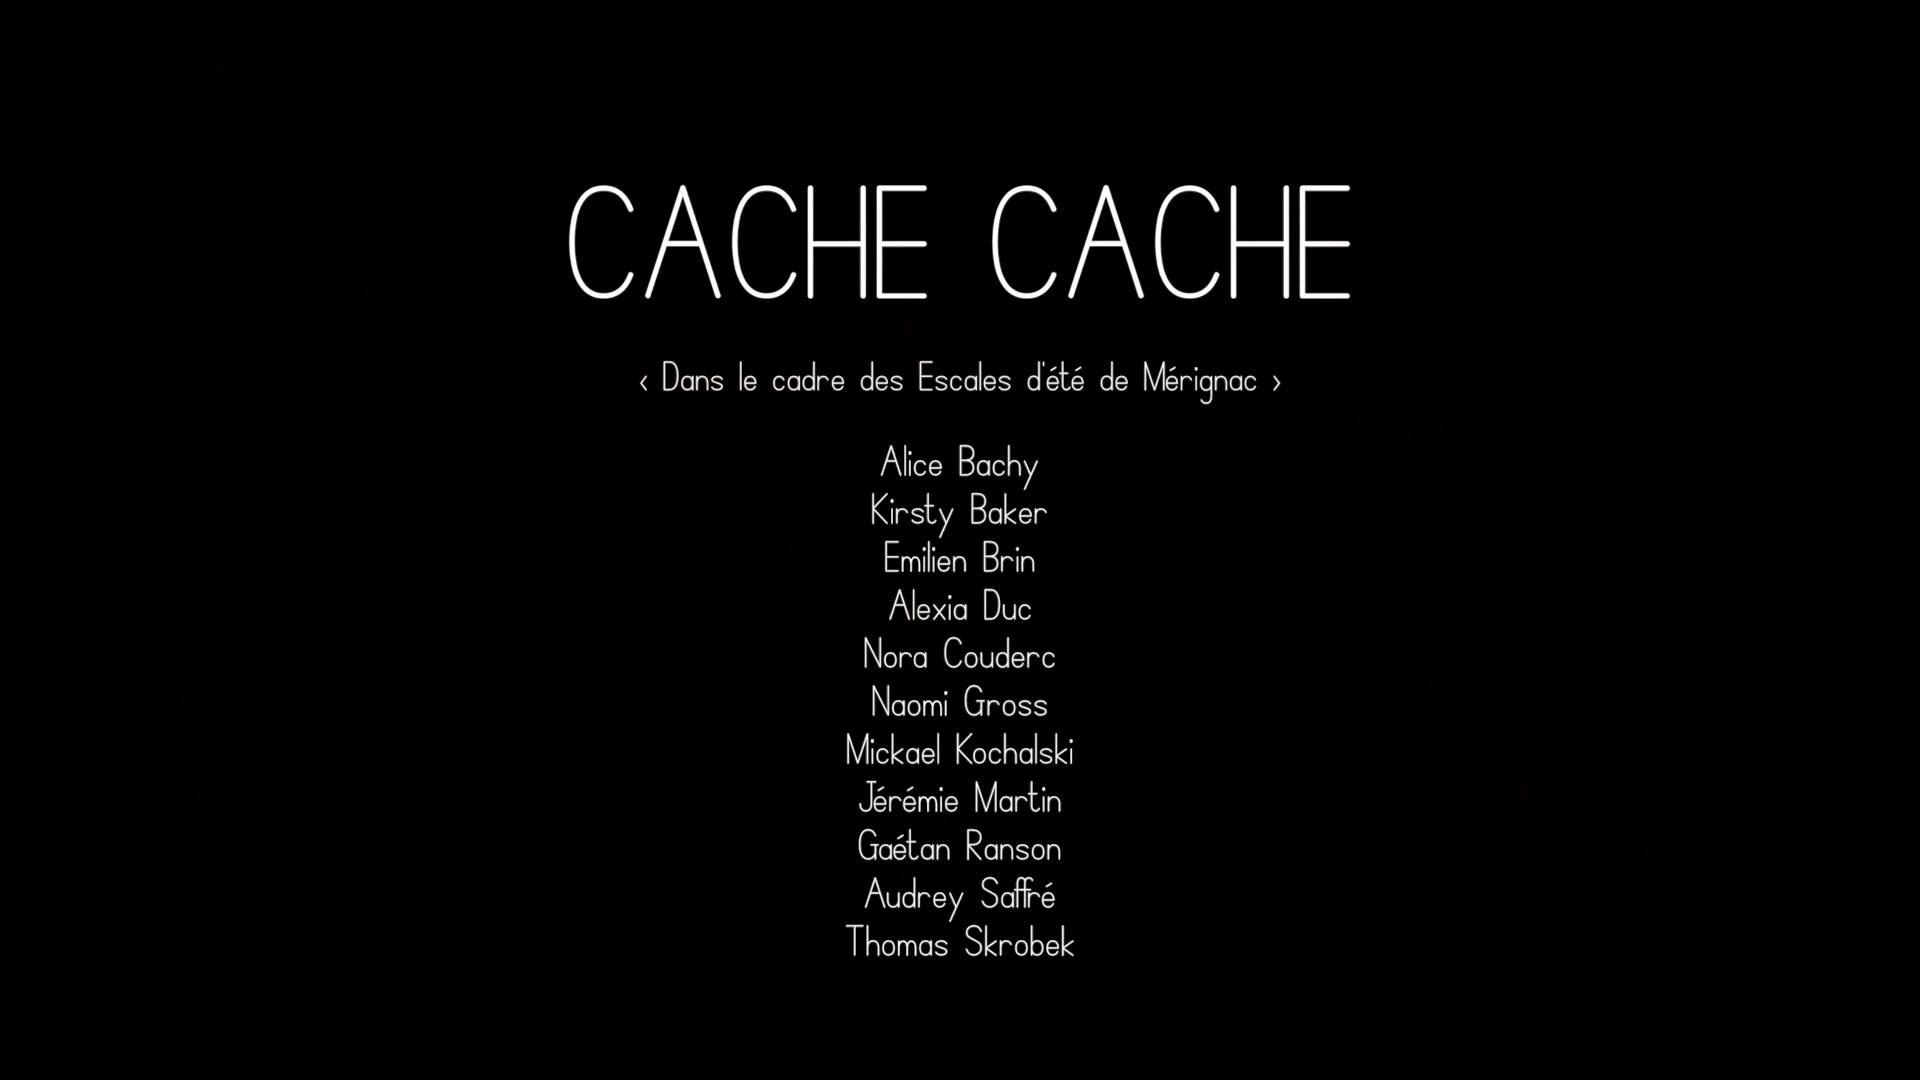 CACHE CACHE
‹ Dans le cadre des Escales d'été de Mérignac ›
Alice Bachy
Kirsty Baker
Emilien Brin
Alexia Duc
Nora Couderc
Naomi Gross
Mickael Kochalski
Jérémie Martin
Gaétan Ranson
Audrey Saffré
Thomas Skrobek